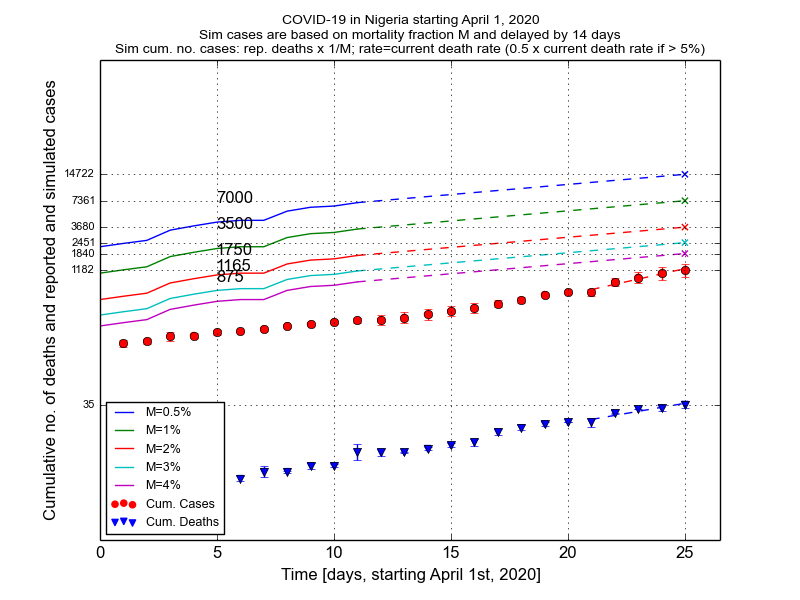 COVID-19 in Nigeria starting April 1, 2020
Sim cases are based on mortality fraction M and delayed by 14 days
Sim cum. no. cases: rep. deaths x 1/M; rate=current death rate (0.5 x current death rate if > 5%)
Cumulative no. of deaths and reported and simulated cases
14722
7361
3680
2451
1840
1182
35
7000
3500
1750
1165
875
M=0.5%
M=1%
M=2%
M=3%
M=4%
Cum. Cases
Cum. Deaths
0 5 10 15 20 25
Time [days, starting April 1st, 2020]